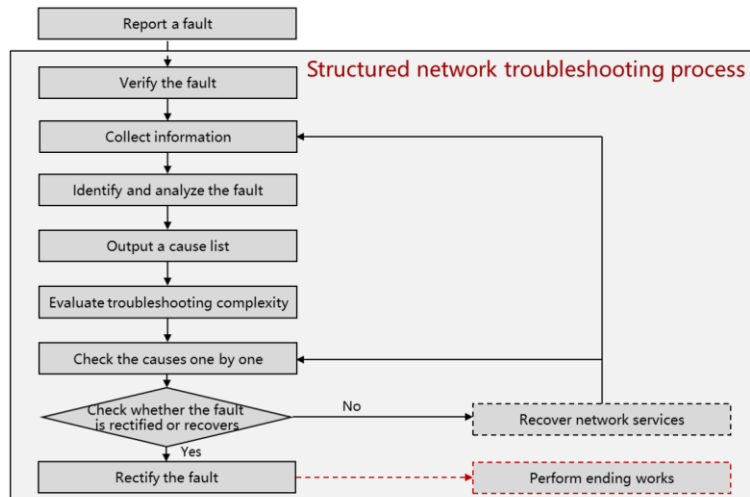 Report a fault
Structured network troubleshooting process
Verify the fault
Collect information
Identify and analyze the fault
Output a cause list
Evaluate troubleshooting complexity
Check the causes one by one
Check whether the fault
is rectified or recovers
No
Recover network services
Yes
Rectify the fault
Perform ending works